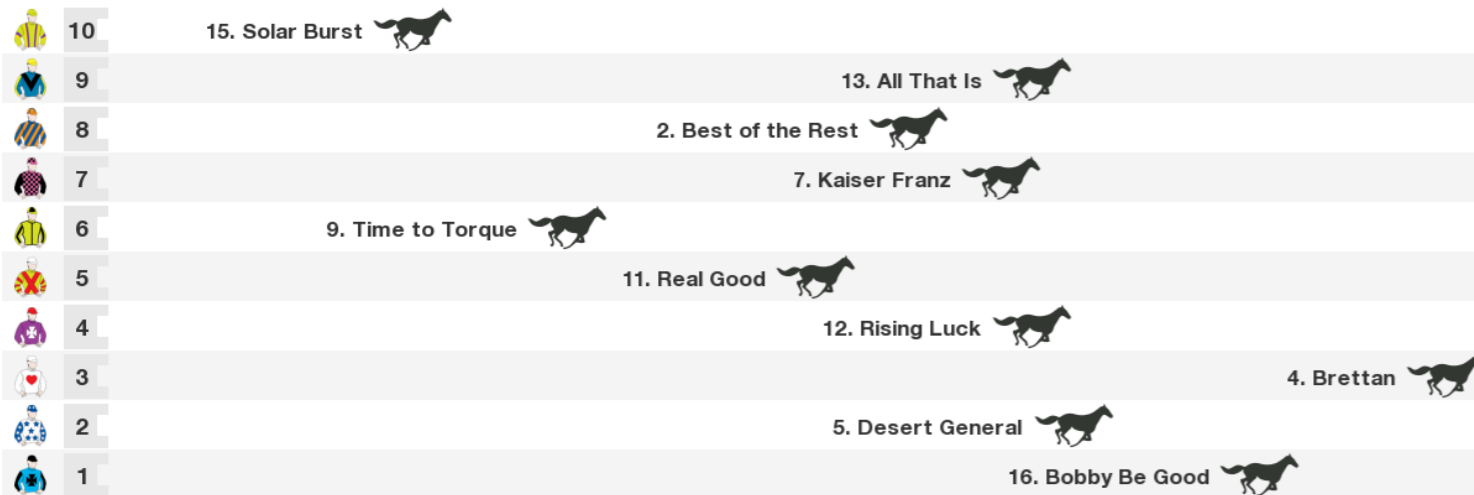 10 15. Solar Burst
9 13. All That Is
8 2. Best of the Rest
7 7. Kaiser Franz
6 9. Time to Torque
5 11. Real Good
4 12. Rising Luck
3 4. Brettan
2 5. Desert General
1 16. Bobby Be Good